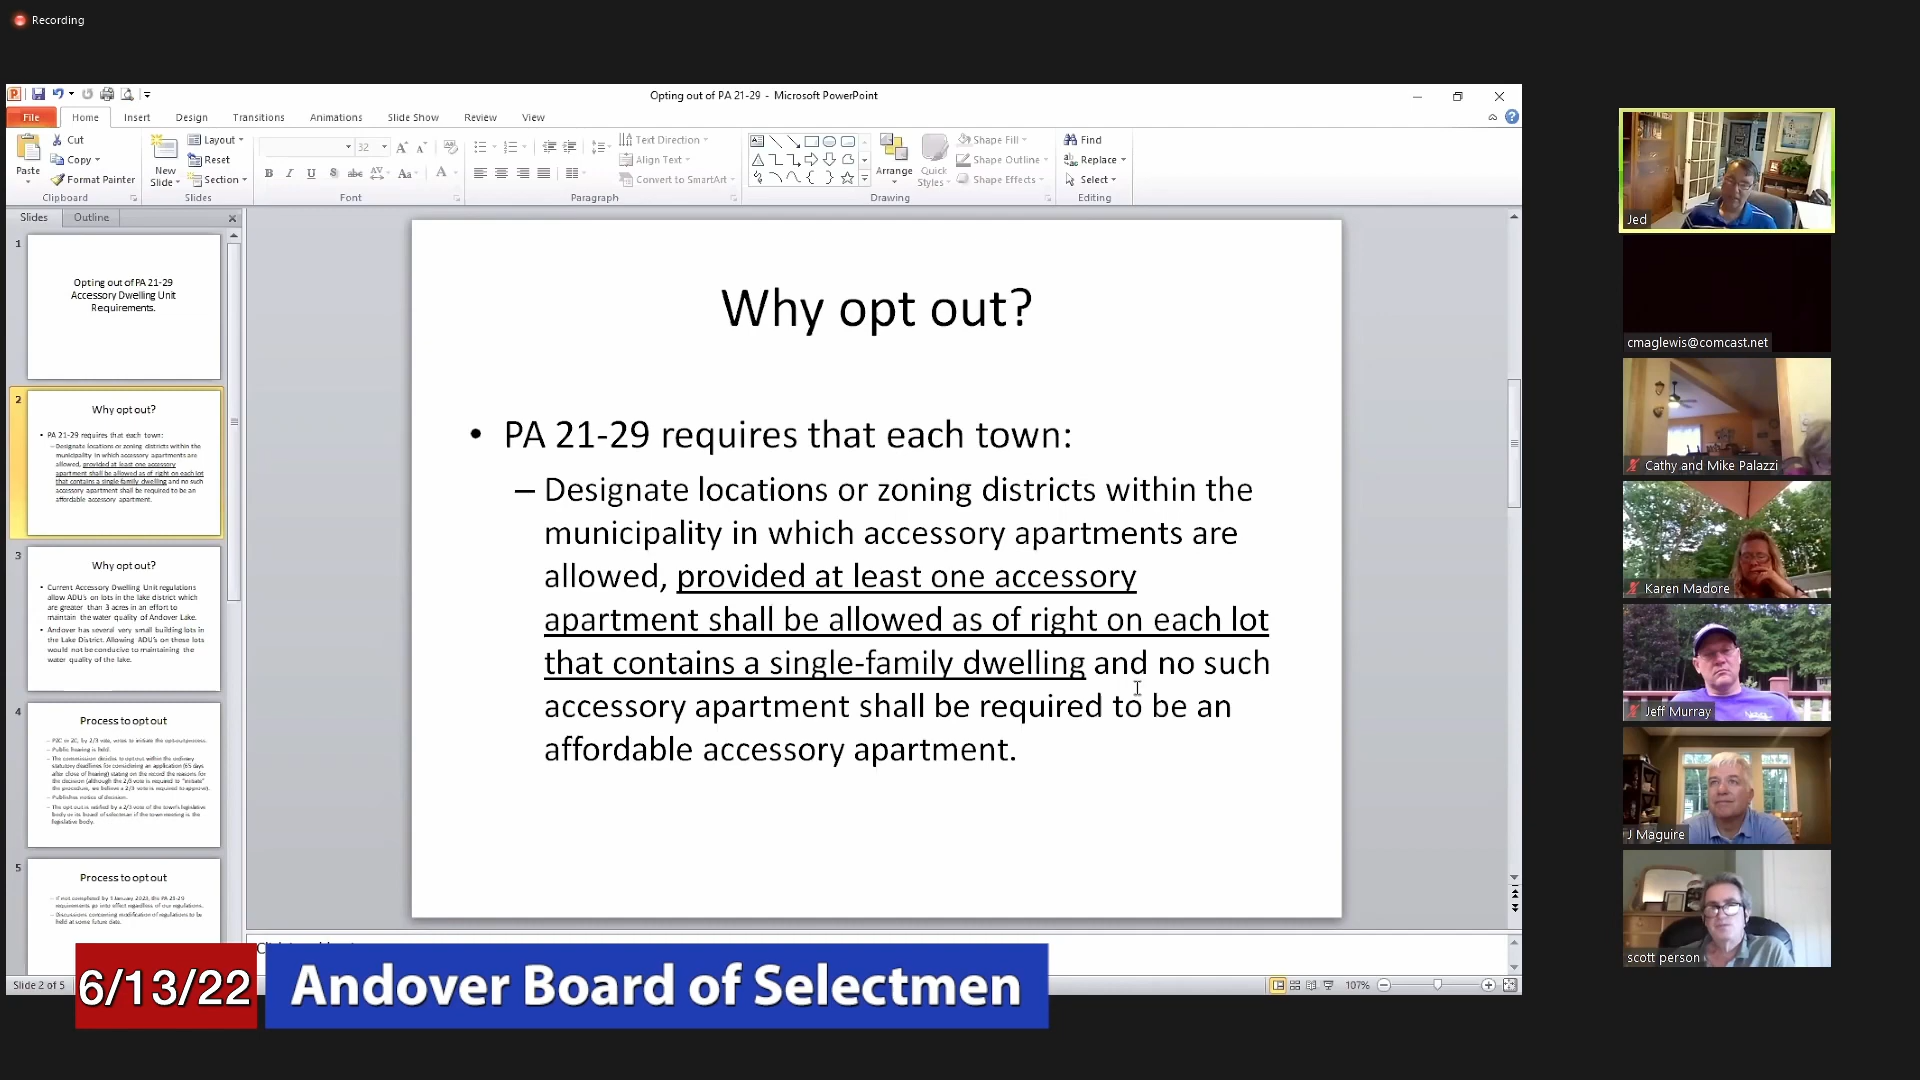 Recording
Opting out of PA 21-29 - Microsoft PowerPoint
File Home Insert Design Transitions Animations Slide Show Review View
Paste
Cut
Copy
Format Painter
Clipboard
New Slide
Layout
Reset
Section
Slides
32
Font
Text Direction
Align Text
Convert to SmartArt
Paragraph
Arrange
Quick Styles
Shape Fill
Shape Outline
Shape Effects
Drawing
Find
Replace
Select
Editing
Slides Outline
1
Opting out of PA 21-29
Accessory Dwelling Unit
Requirements.
2
Why opt out?
• PA 21-29 requires that each town:
– Designate locations or zoning districts within the
municipality in which accessory apartments are
allowed, provided at least one accessory
apartment shall be allowed as of right on each lot
that contains a single-family dwelling and no such
accessory apartment shall be required to be an
affordable accessory apartment.
3
Why opt out?
• Current Accessory Dwelling Unit regulations
allow ADU's on lots in the lake district which
are greater than 3 acres in an effort to
maintain the water quality of Andover Lake.
• Andover has several very small building lots in
the Lake District. Allowing ADU's on these lots
would not be conducive to maintaining the
water quality of the lake.
4
Process to opt out
– PZC or ZC, by 2/3 vote, votes to initiate the opt-out process.
– Public hearing is held.
– The commission decides to opt out within the ordinary
statutory deadlines for considering an application (65 days
after close of hearing) stating on the record the reasons for
the decision (although the 2/3 vote is required to "initiate"
the procedure, we believe a 2/3 vote is required to approve).
– Publish notice of decision.
– The opt out is ratified by a 2/3 vote of the town's legislative
body or its board of selectmen if the town meeting is the
legislative body.
5
Process to opt out
– If not completed by 1 January 2023, the PA 21-29
requirements go into effect regardless of our regulations.
– Discussions concerning modification of regulations to be
held at some future date.
Why opt out?
• PA 21-29 requires that each town:
– Designate locations or zoning districts within the
municipality in which accessory apartments are
allowed, provided at least one accessory
apartment shall be allowed as of right on each lot
that contains a single-family dwelling and no such
accessory apartment shall be required to be an
affordable accessory apartment.
Slide 2 of 5
107%
6/13/22 Andover Board of Selectmen
Jed
cmaglewis@comcast.net
Cathy and Mike Palazzi
Karen Madore
Jeff Murray
J Maguire
scott person